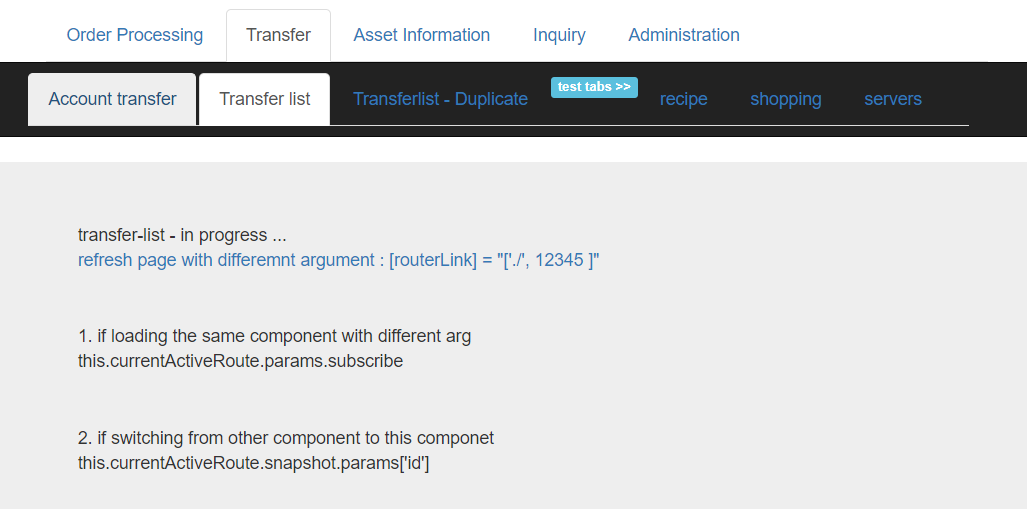 Order Processing Transfer Asset Information Inquiry Administration
Account transfer Transfer list Transferlist - Duplicate test tabs >> recipe shopping servers
transfer-list - in progress ...
refresh page with differemnt argument : [routerLink] = "['./', 12345 ]"
1. if loading the same component with different arg
this.currentActiveRoute.params.subscribe
2. if switching from other component to this componet
this.currentActiveRoute.snapshot.params['id']